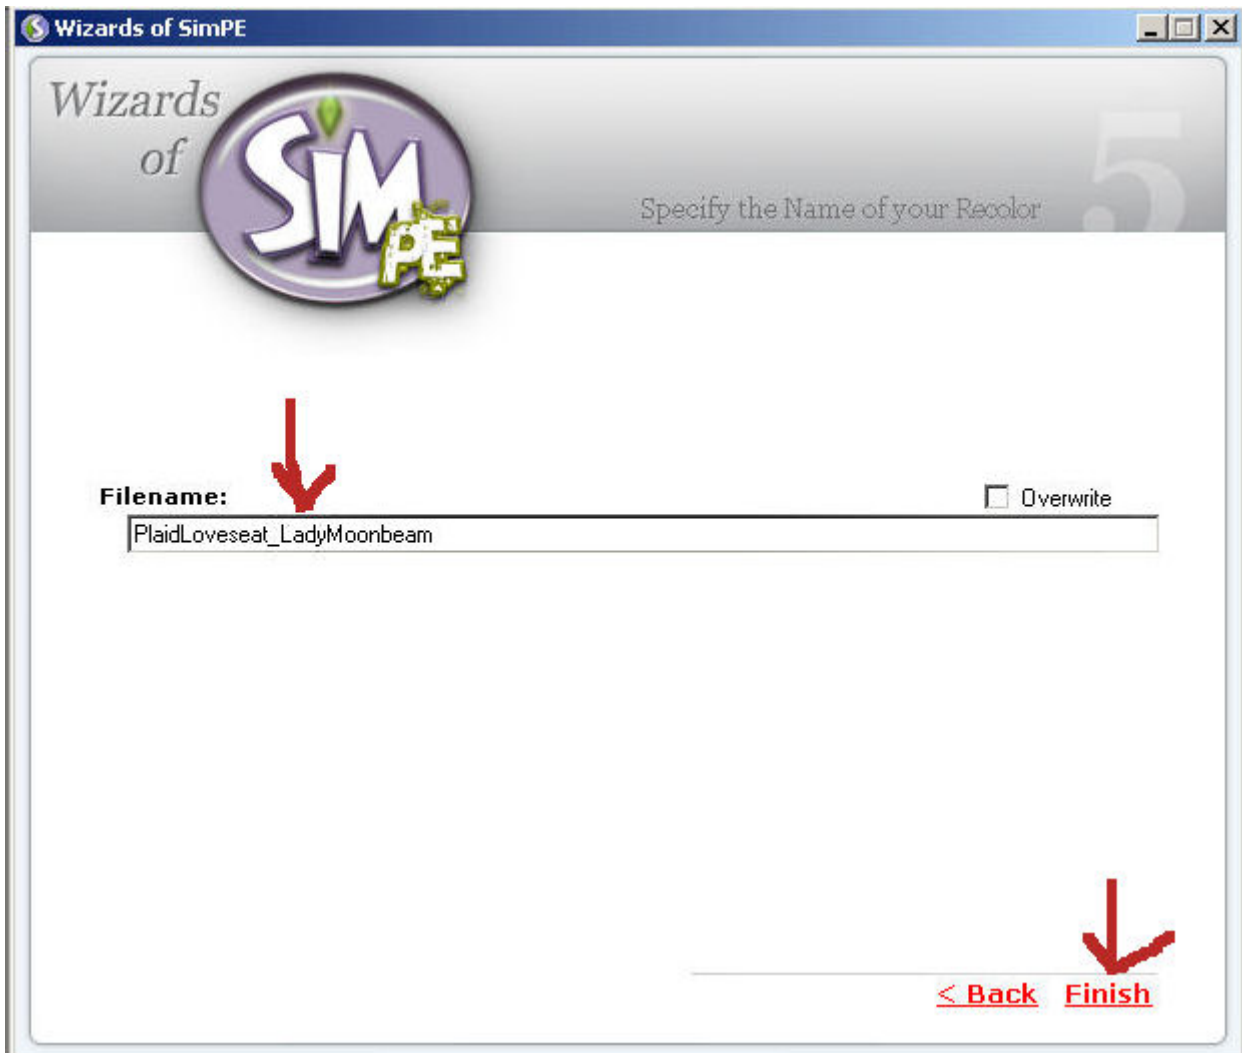 Wizards of SimPE
Wizards
of
SiM
PE
5
Specify the Name of your Recolor
Filename:
Overwrite
PlaidLoveseat_LadyMoonbeam
< Back Finish